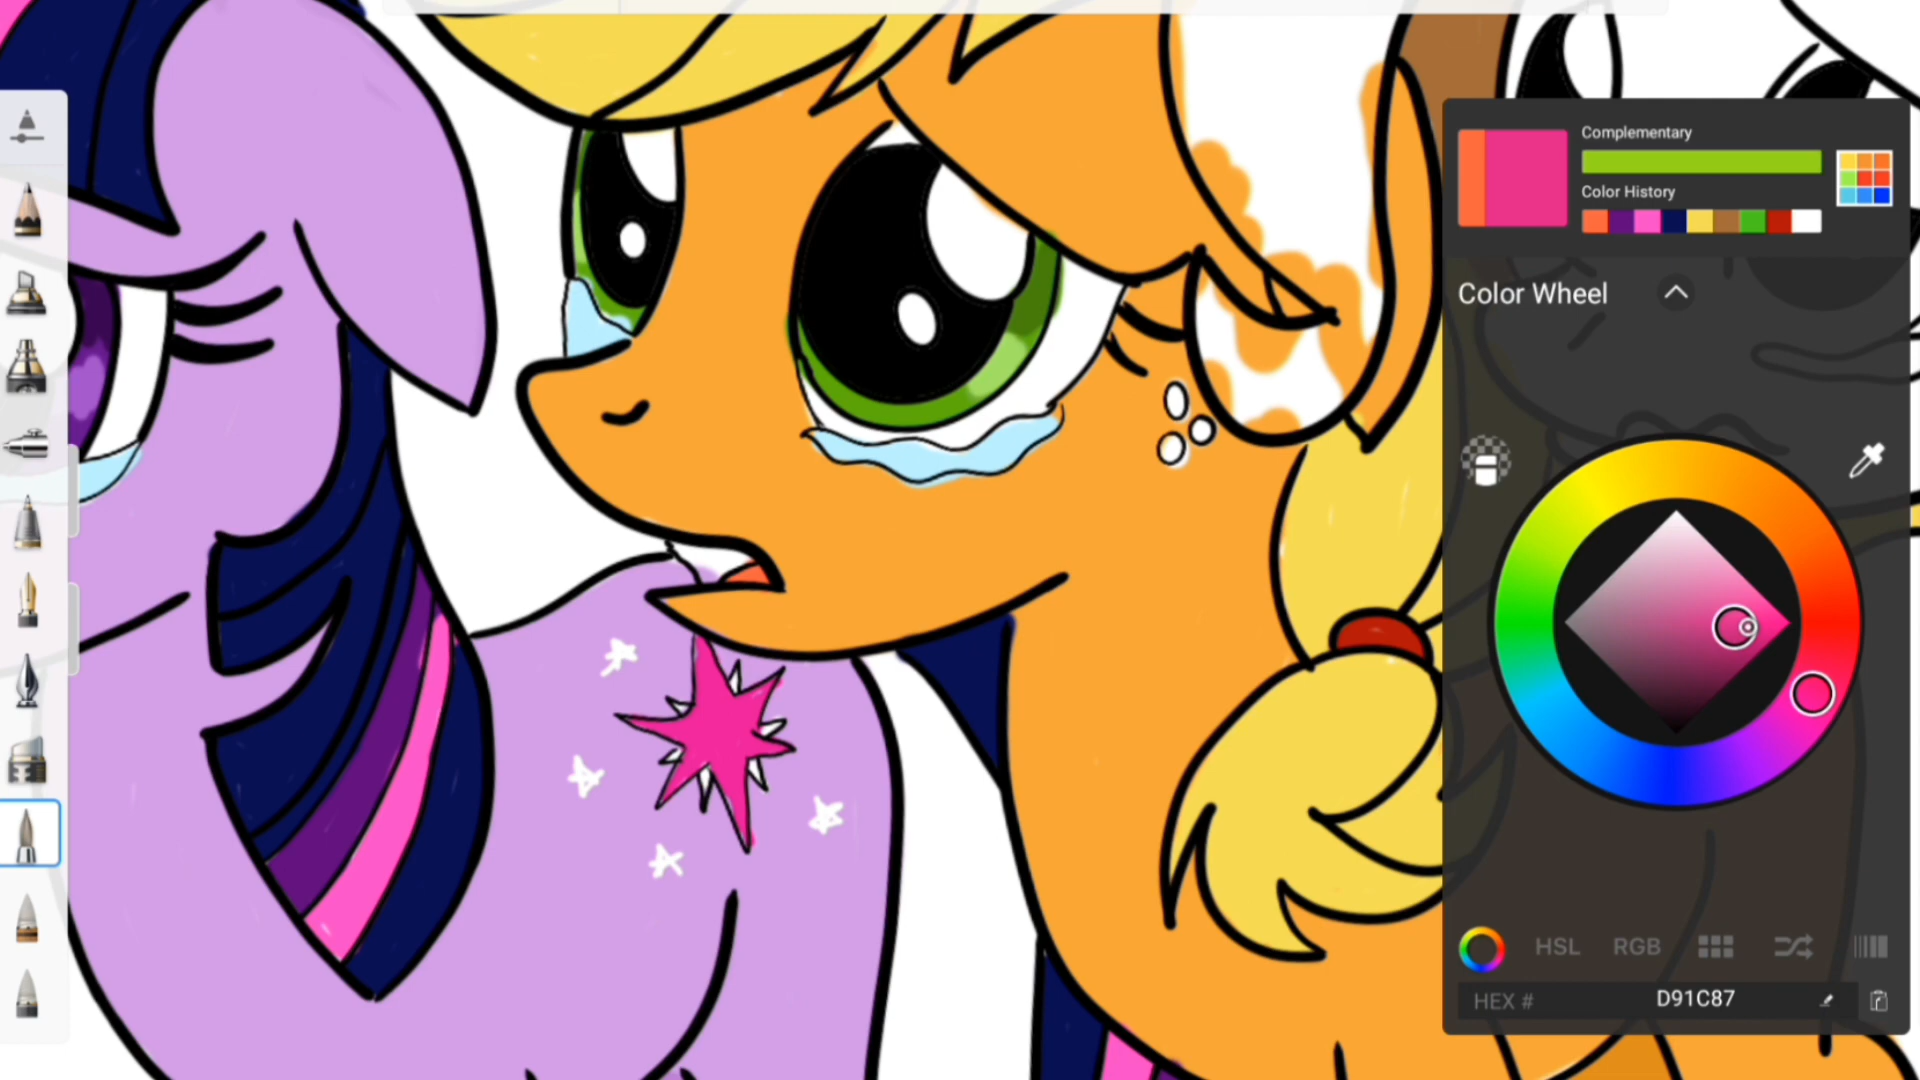 Complementary
Color History
Color Wheel
HSL RGB
HEX # D91C87